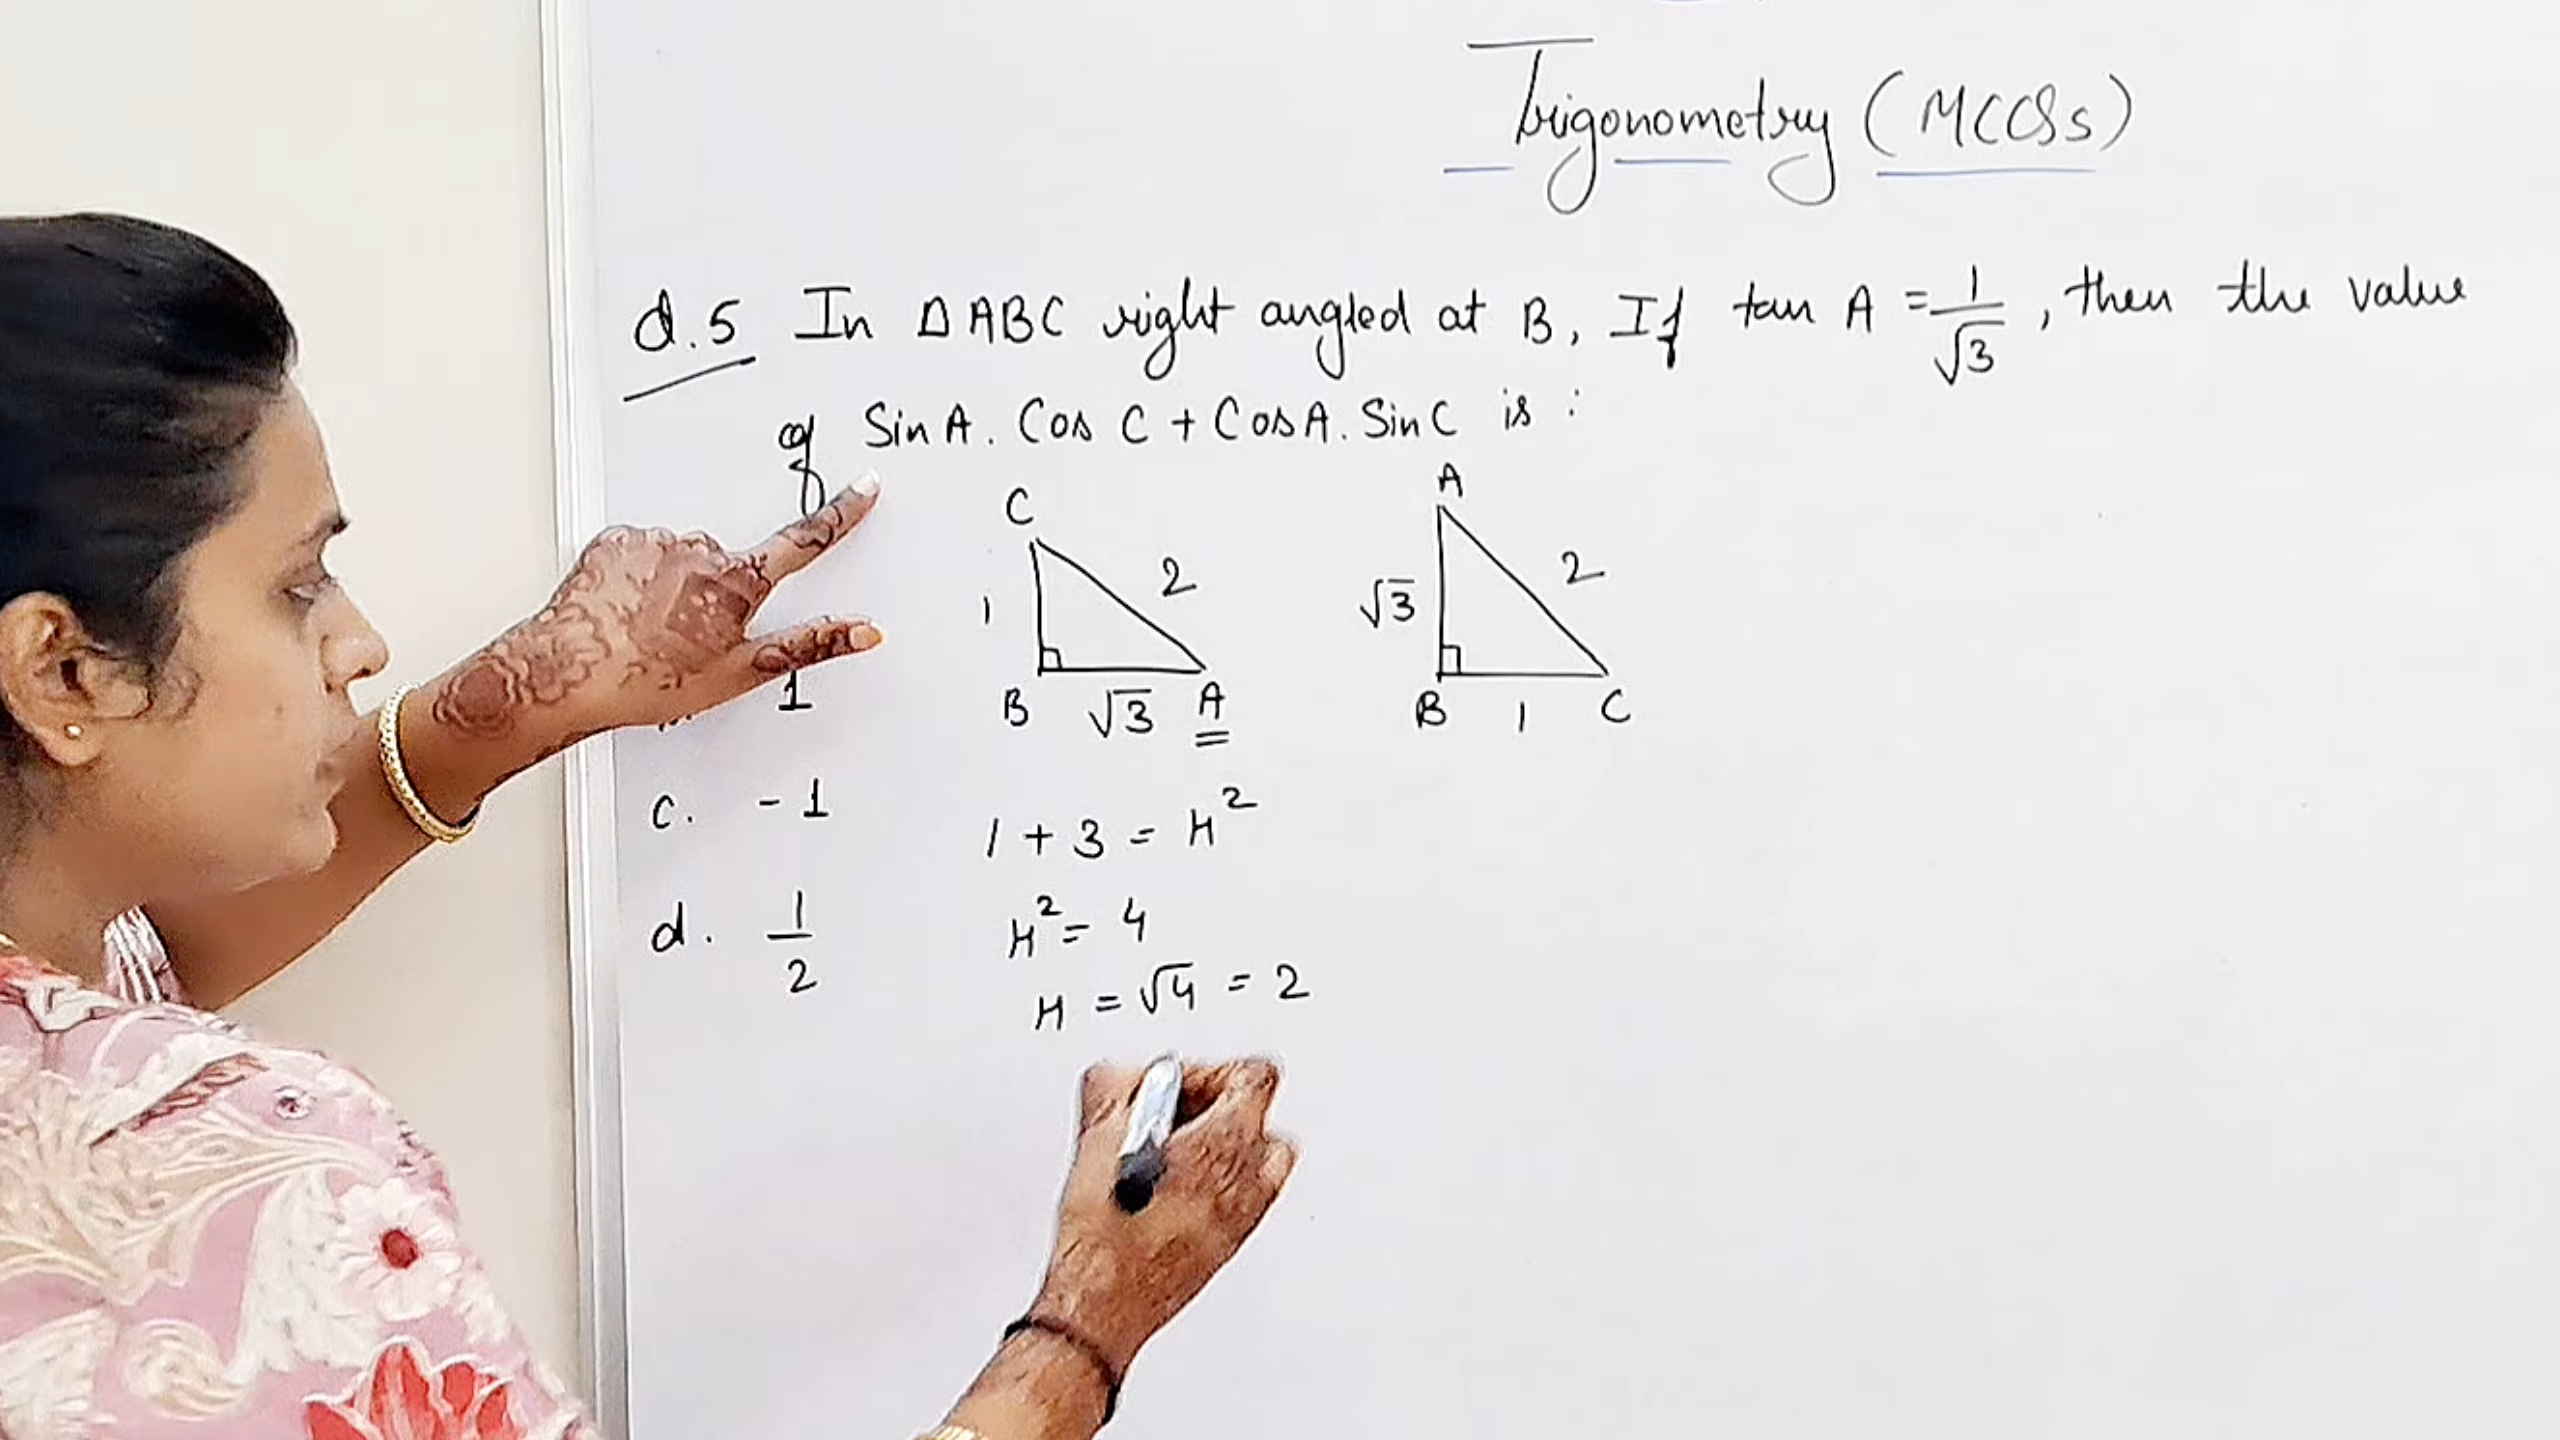 Trigonometry (MCQs)
Q.5 In ΔABC right angled at B, If tan A = 1/√3, then the value
of Sin A. Cos C + Cos A. Sin C is :
C
1
2
B √3 A
A
√3
2
B 1 C
1
c. -1
d. 1/2
1 + 3 = H²
H² = 4
H = √4 = 2